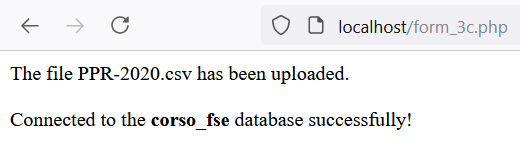 localhost/form_3c.php
The file PPR-2020.csv has been uploaded.
Connected to the corso_fse database successfully!